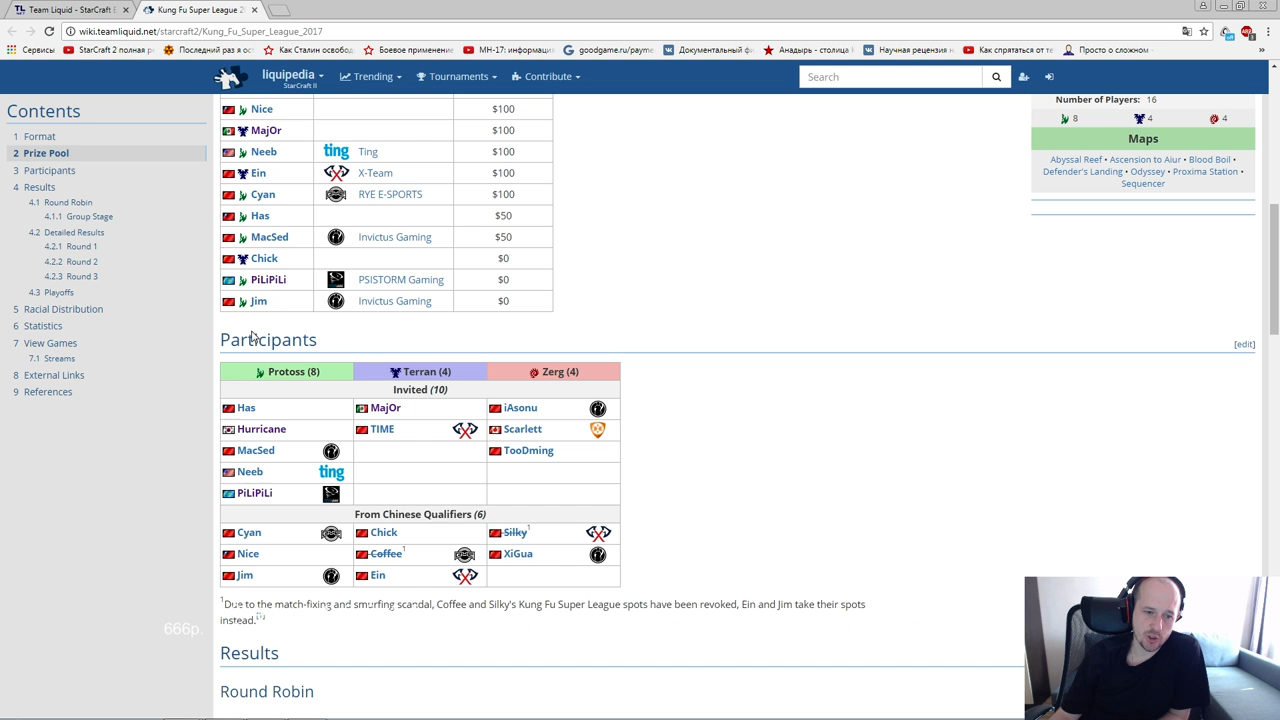 Team Liquid - StarCraft E
Kung Fu Super League 2
wiki.teamliquid.net/starcraft2/Kung_Fu_Super_League_2017
Сервисы
StarCraft 2 полная р
Последний раз я ос
Как Сталин освобод
Боевое применение
МН-17: информаци
goodgame.ru/payme
Документальный ф
Анадырь - столица
Научная рецензия н
Как спрятаться от те
Просто о сложном -
liquipedia
StarCraft II
Trending
Tournaments
Contribute
Search
Contents
1 Format
2 Prize Pool
3 Participants
4 Results
4.1 Round Robin
4.1.1 Group Stage
4.2 Detailed Results
4.2.1 Round 1
4.2.2 Round 2
4.2.3 Round 3
4.3 Playoffs
5 Racial Distribution
6 Statistics
7 View Games
7.1 Streams
8 External Links
9 References
Nice $100
MajOr $100
Neeb ting Ting $100
Ein X-Team $100
Cyan RYE E-SPORTS $100
Has $50
MacSed Invictus Gaming $50
Chick $0
PiLiPiLi PSISTORM Gaming $0
Jim Invictus Gaming $0
Number of Players: 16
8 4 4
Maps
Abyssal Reef • Ascension to Aiur • Blood Boil •
Defender's Landing • Odyssey • Proxima Station •
Sequencer
Participants
[edit]
Protoss (8) Terran (4) Zerg (4)
Invited (10)
Has MajOr iAsonu
Hurricane TIME Scarlett
MacSed TooDming
Neeb ting
PiLiPiLi
From Chinese Qualifiers (6)
Cyan Chick Silky1
Nice Coffee1 XiGua
Jim Ein
1Due to the match-fixing and smurfing scandal, Coffee and Silky's Kung Fu Super League spots have been revoked, Ein and Jim take their spots
instead.[1]
666р.
Results
Round Robin